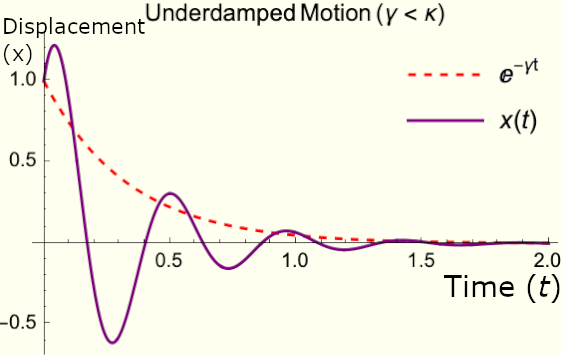 Underdamped Motion (γ < κ)
Displacement
(x)
1.0
0.5
−0.5
0.5
1.0
1.5
2.0
Time (t)
e^−γt
x(t)